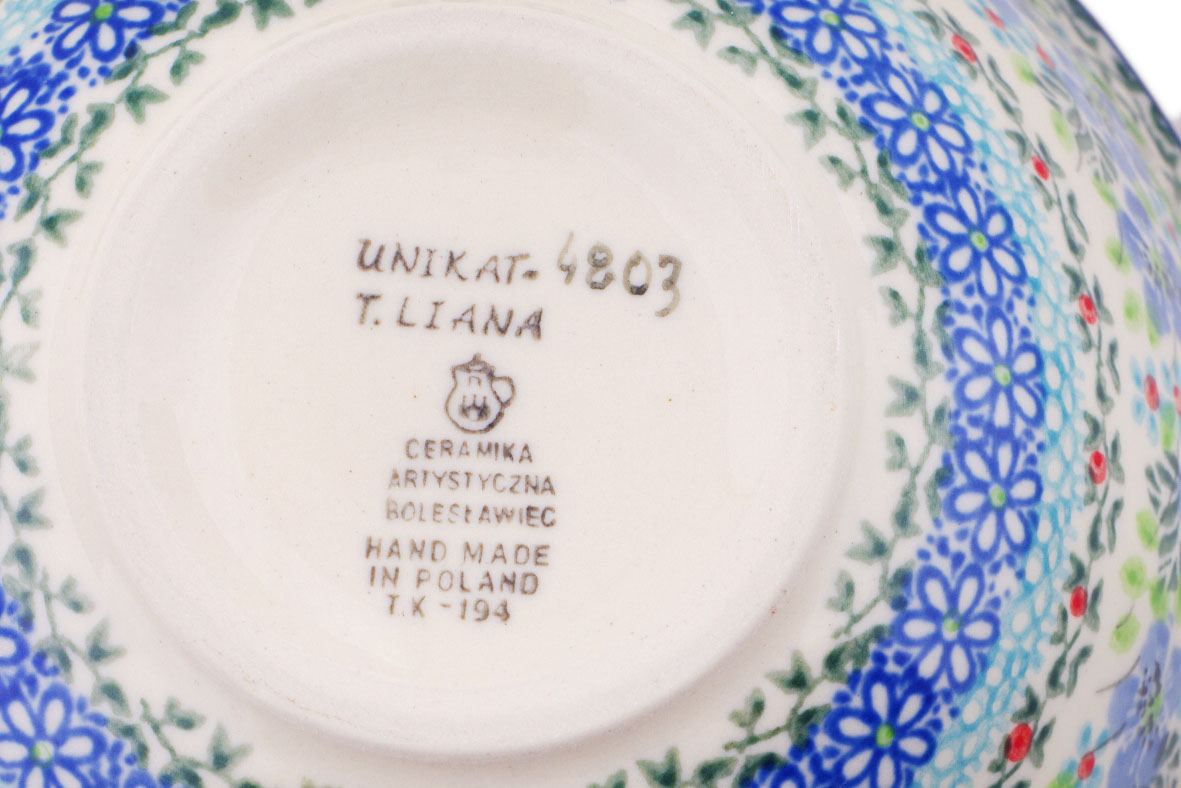 UNIKAT- 4803
T. LIANA
CERAMIKA
ARTYSTYCZNA
BOLESŁAWIEC
HAND MADE
IN POLAND
T.K -194